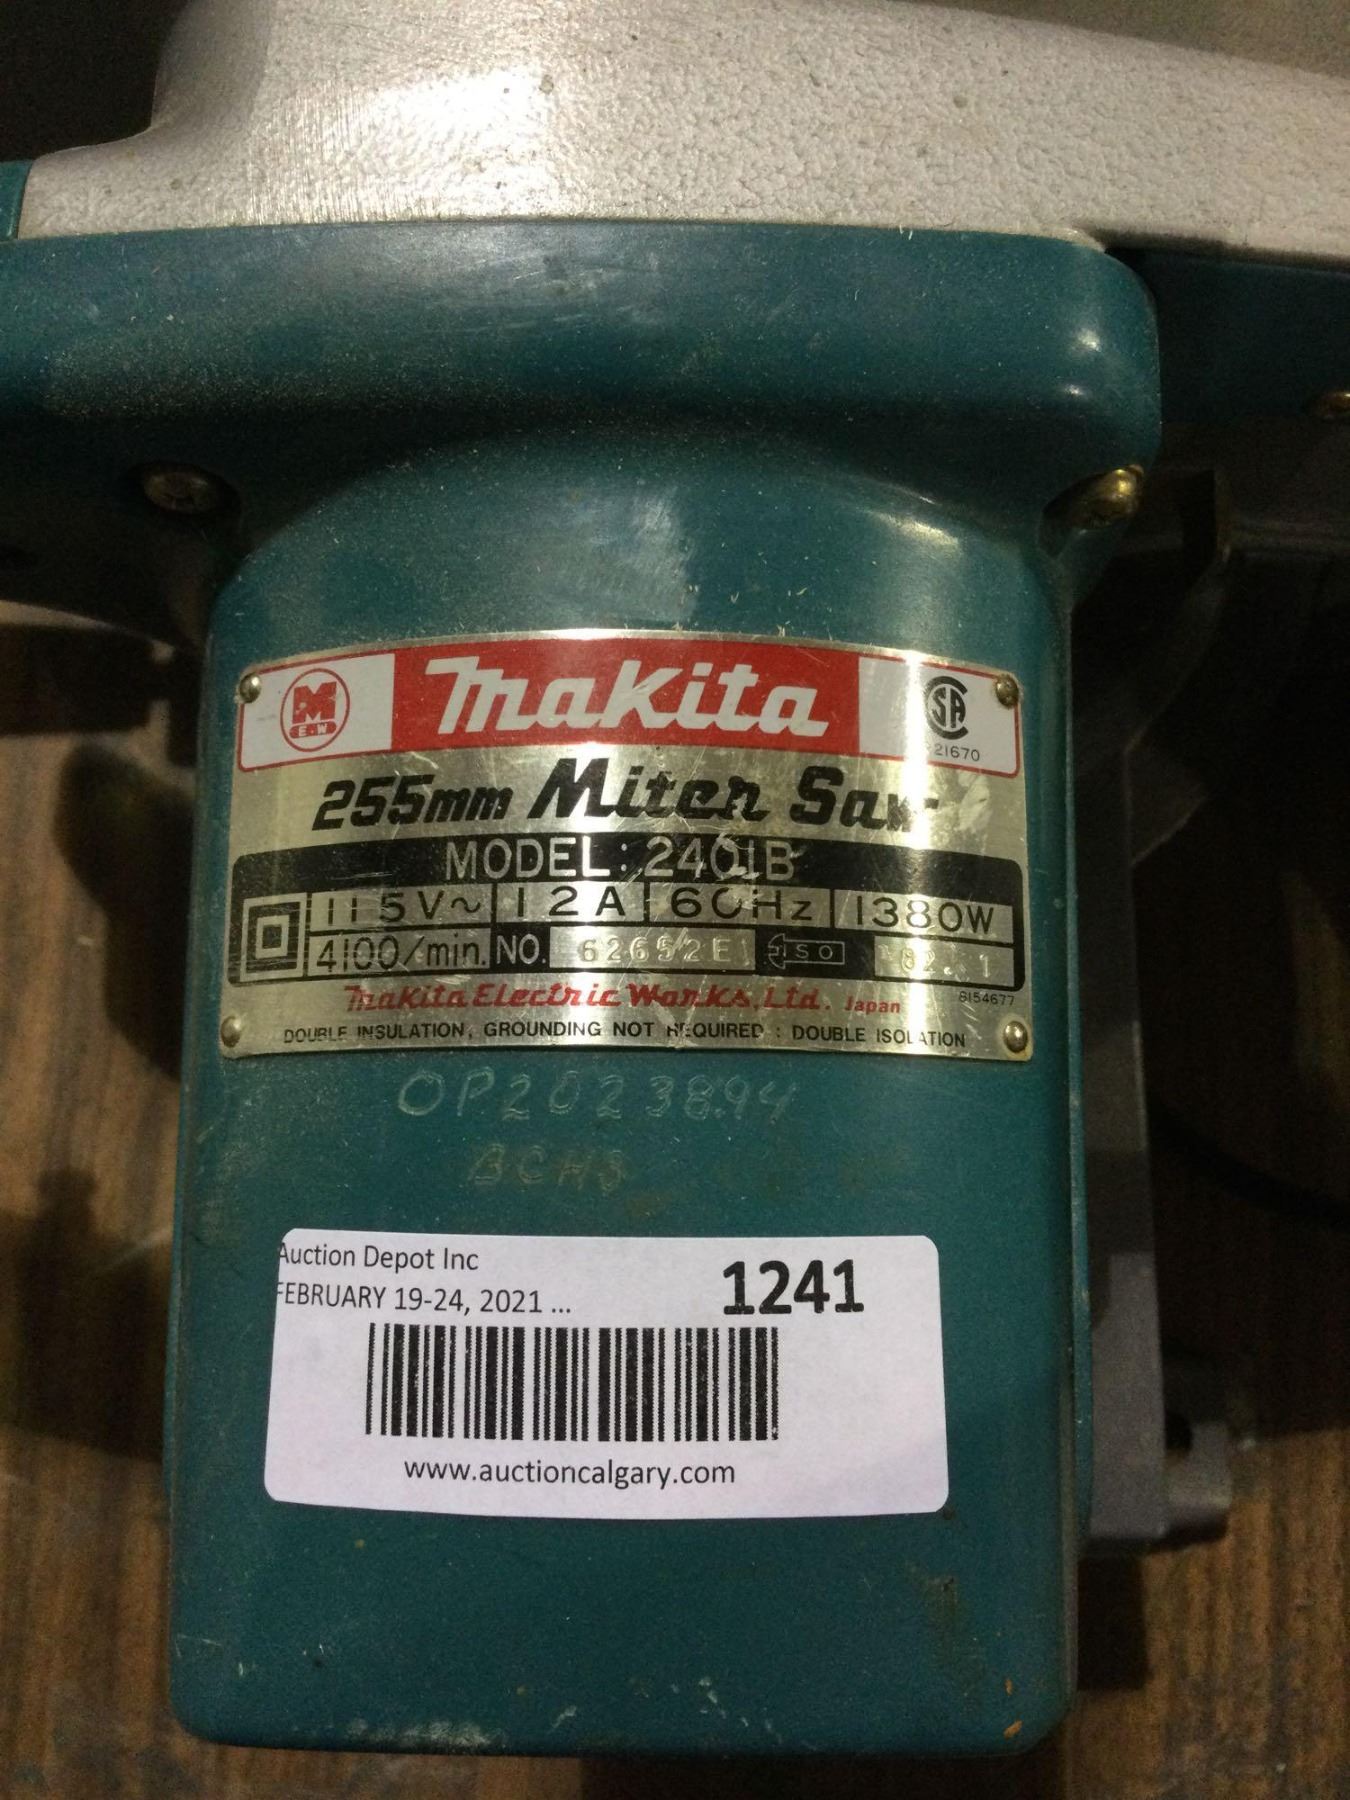 M
E·W
makita
SA
21670
255mm Miter Saw
MODEL: 2401B
115V~ 12A 60Hz 1380W
4100/min. NO. 62652E ISO
Makita Electric Works, Ltd. Japan 8154677
DOUBLE INSULATION, GROUNDING NOT REQUIRED : DOUBLE ISOLATION
OP2023894
Auction Depot Inc
FEBRUARY 19-24, 2021 ...
1241
www.auctioncalgary.com